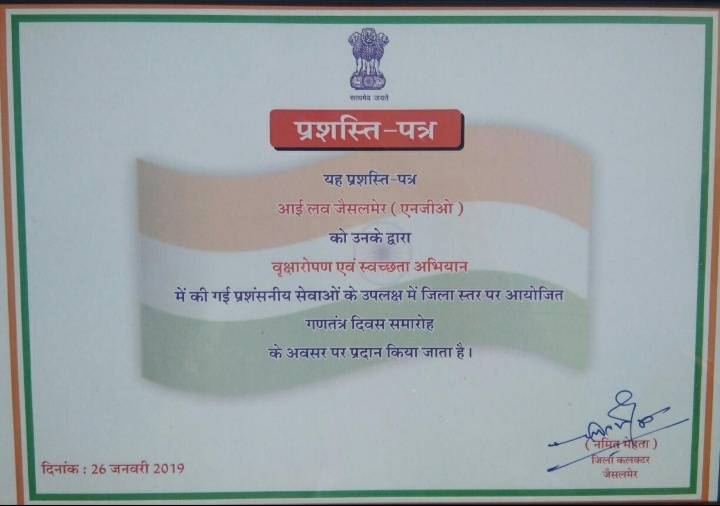 सत्यमेव जयते
प्रशस्ति-पत्र
यह प्रशस्ति-पत्र
आई लव जैसलमेर ( एनजीओ )
को उनके द्वारा
वृक्षारोपण एवं स्वच्छता अभियान
में की गई प्रशंसनीय सेवाओं के उपलक्ष में जिला स्तर पर आयोजित
गणतंत्र दिवस समारोह
के अवसर पर प्रदान किया जाता है।
( नमित मेहता )
जिला कलक्टर
जैसलमेर
दिनांक : 26 जनवरी 2019